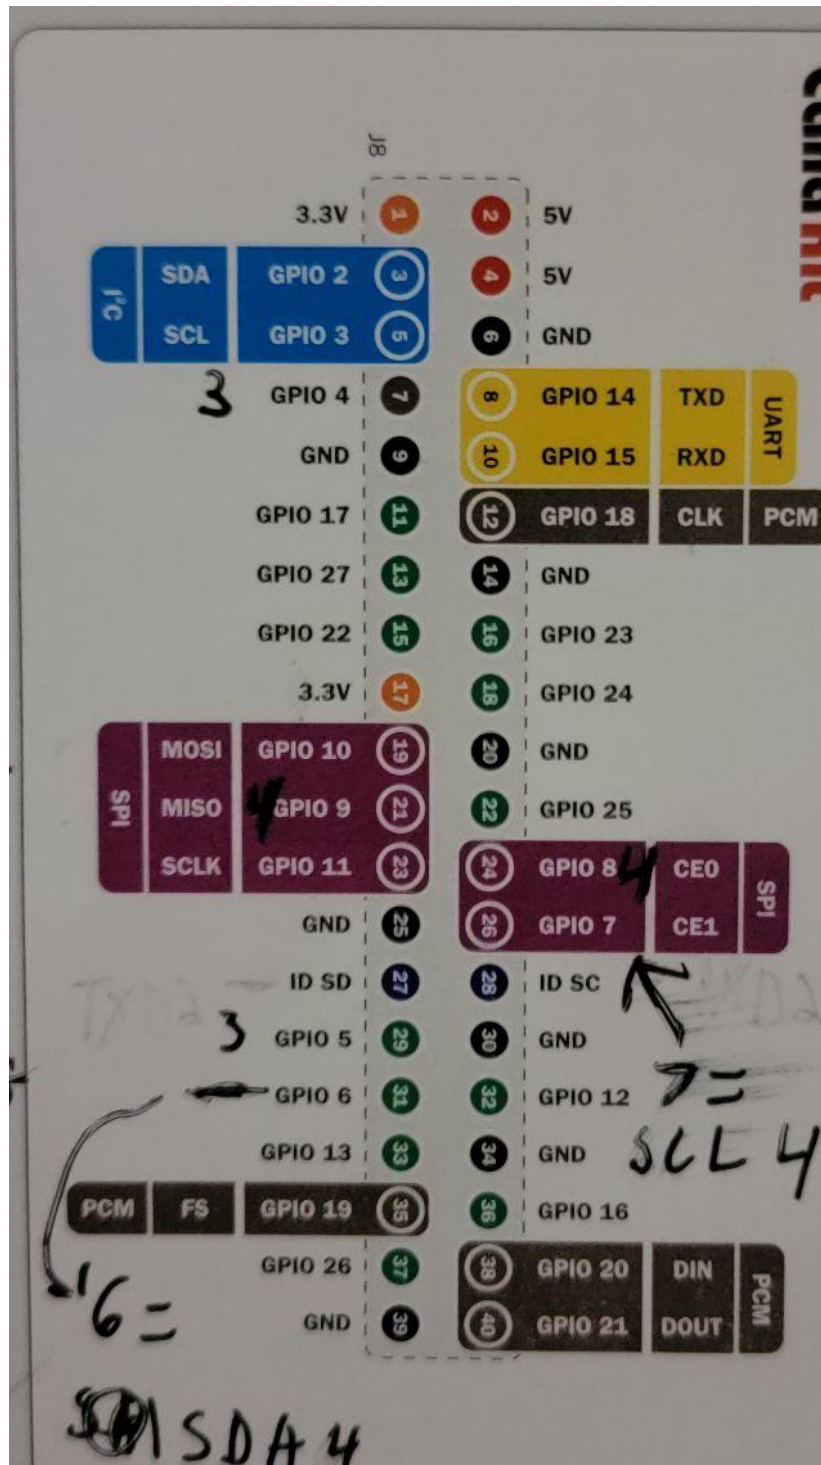 J8
3.3V 1 2 5V
I²C SDA GPIO 2 3 4 5V
SCL GPIO 3 5 6 GND
3 GPIO 4 7 8 GPIO 14 TXD UART
GND 9 10 GPIO 15 RXD
GPIO 17 11 12 GPIO 18 CLK PCM
GPIO 27 13 14 GND
GPIO 22 15 16 GPIO 23
3.3V 17 18 GPIO 24
SPI MOSI GPIO 10 19 20 GND
MISO 4 GPIO 9 21 22 GPIO 25
SCLK GPIO 11 23 24 GPIO 8 4 CE0 SPI
GND 25 26 GPIO 7 CE1
ID SD 27 28 ID SC
3 GPIO 5 29 30 GND
GPIO 6 31 32 GPIO 12 7=
GPIO 13 33 34 GND SCL 4
PCM FS GPIO 19 35 36 GPIO 16
GPIO 26 37 38 GPIO 20 DIN PCM
6= GND 39 40 GPIO 21 DOUT
SDA 4